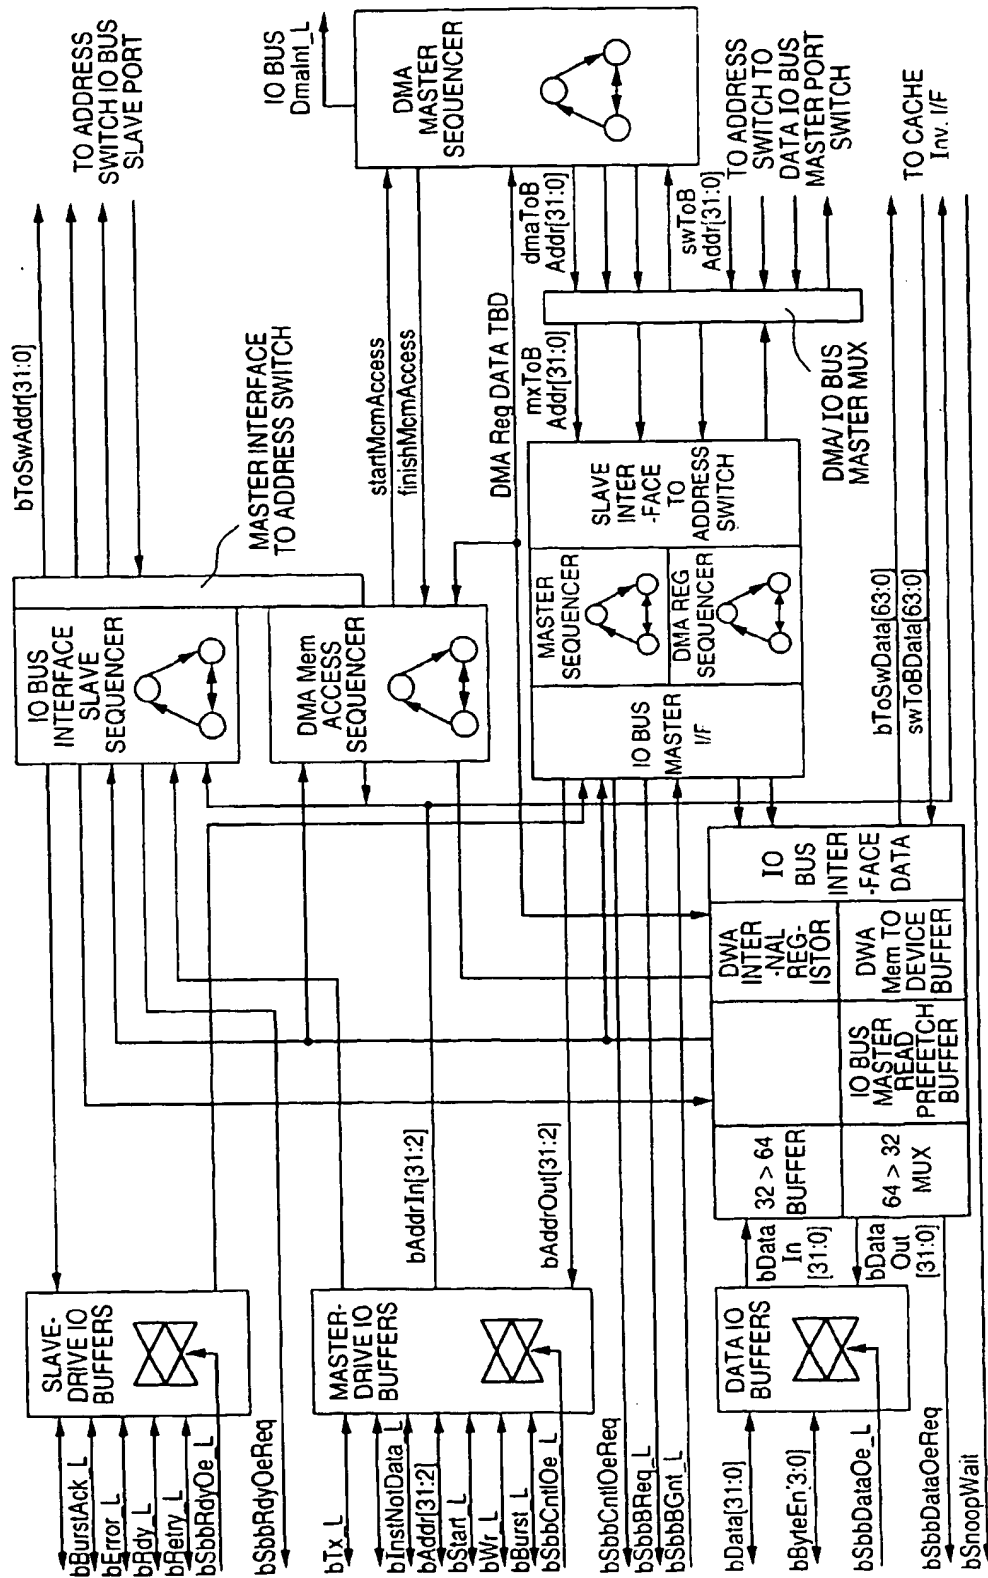 bBurstAck_L
bError_L
bRdy_L
bRetry_L
bSbbRdyOe_L
bSbbRdyOeReq
bTx_L
bInstNotData_L
bAddr[31:2]
bStart_L
bWr_L
bBurst_L
bSbbCntlOe_L
bSbbCntlOeReq
bSbbBReq_L
bSbbBGnt_L
bData[31:0]
bByteEn'3:0]
bSbbDataOe_L
bSbbDataOeReq
bSnoopWait
SLAVE-
DRIVE IO
BUFFERS
MASTER-
DRIVE IO
BUFFERS
DATA IO
BUFFERS
bAddrIn[31:2]
bAddrOut[31:2]
bData
In
[31:0]
bData
Out
[31:0]
32 > 64
BUFFER
64 > 32
MUX
IO BUS
MASTER
READ
PREFETCH
BUFFER
DWA
INTER
-NAL
REG-
ISTOR
DWA
Mem TO
DEVICE
BUFFER
IO
BUS
INTER
-FACE
DATA
IO BUS
INTERFACE
SLAVE
SEQUENCER
DMA Mem
ACCESS
SEQUENCER
IO BUS
MASTER
I/F
MASTER
SEQUENCER
DMA REG
SEQUENCER
SLAVE
INTER
-FACE
TO
ADDRESS
SWITCH
MASTER INTERFACE
TO ADDRESS SWITCH
bToSwAddr[31:0]
startMcmAccess
finishMcmAccess
DMA Reg DATA TBD
mxToB
Addr[31:0]
DMA/ IO BUS
MASTER MUX
bToSwData[63:0]
swToBData[63:0]
dmaToB
Addr[31:0]
swToB
Addr[31:0]
TO ADDRESS
SWITCH IO BUS
SLAVE PORT
IO BUS
DmaInt_L
DMA
MASTER
SEQUENCER
TO ADDRESS
SWITCH TO
DATA IO BUS
MASTER PORT
SWITCH
TO CACHE
Inv. I/F